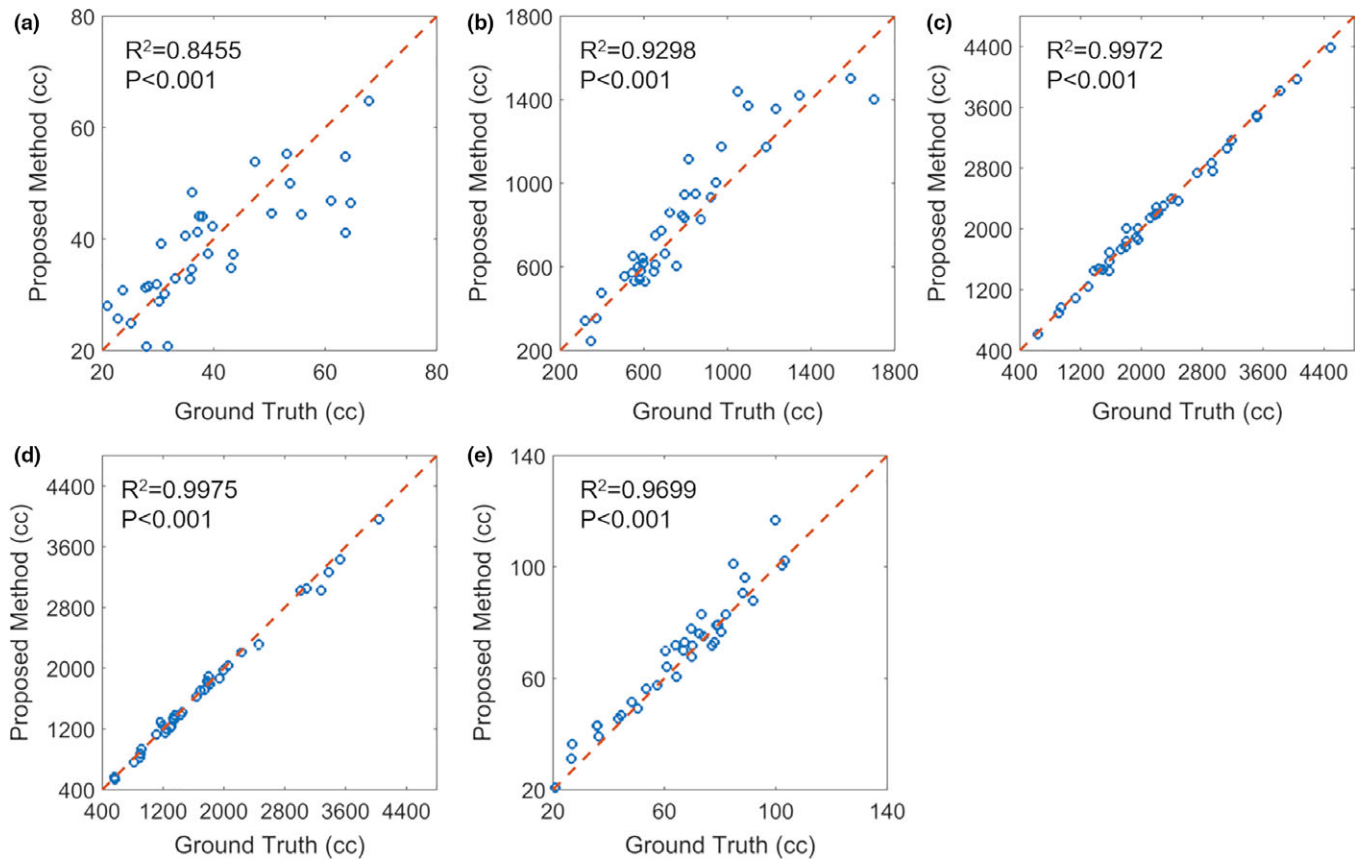 (a)
R²=0.8455
P<0.001
80
60
40
20
20 40 60 80
Proposed Method (cc)
Ground Truth (cc)
(b)
R²=0.9298
P<0.001
1800
1400
1000
600
200
200 600 1000 1400 1800
Proposed Method (cc)
Ground Truth (cc)
(c)
R²=0.9972
P<0.001
4400
3600
2800
2000
1200
400
400 1200 2000 2800 3600 4400
Proposed Method (cc)
Ground Truth (cc)
(d)
R²=0.9975
P<0.001
4400
3600
2800
2000
1200
400
400 1200 2000 2800 3600 4400
Proposed Method (cc)
Ground Truth (cc)
(e)
R²=0.9699
P<0.001
140
100
60
20
20 60 100 140
Proposed Method (cc)
Ground Truth (cc)